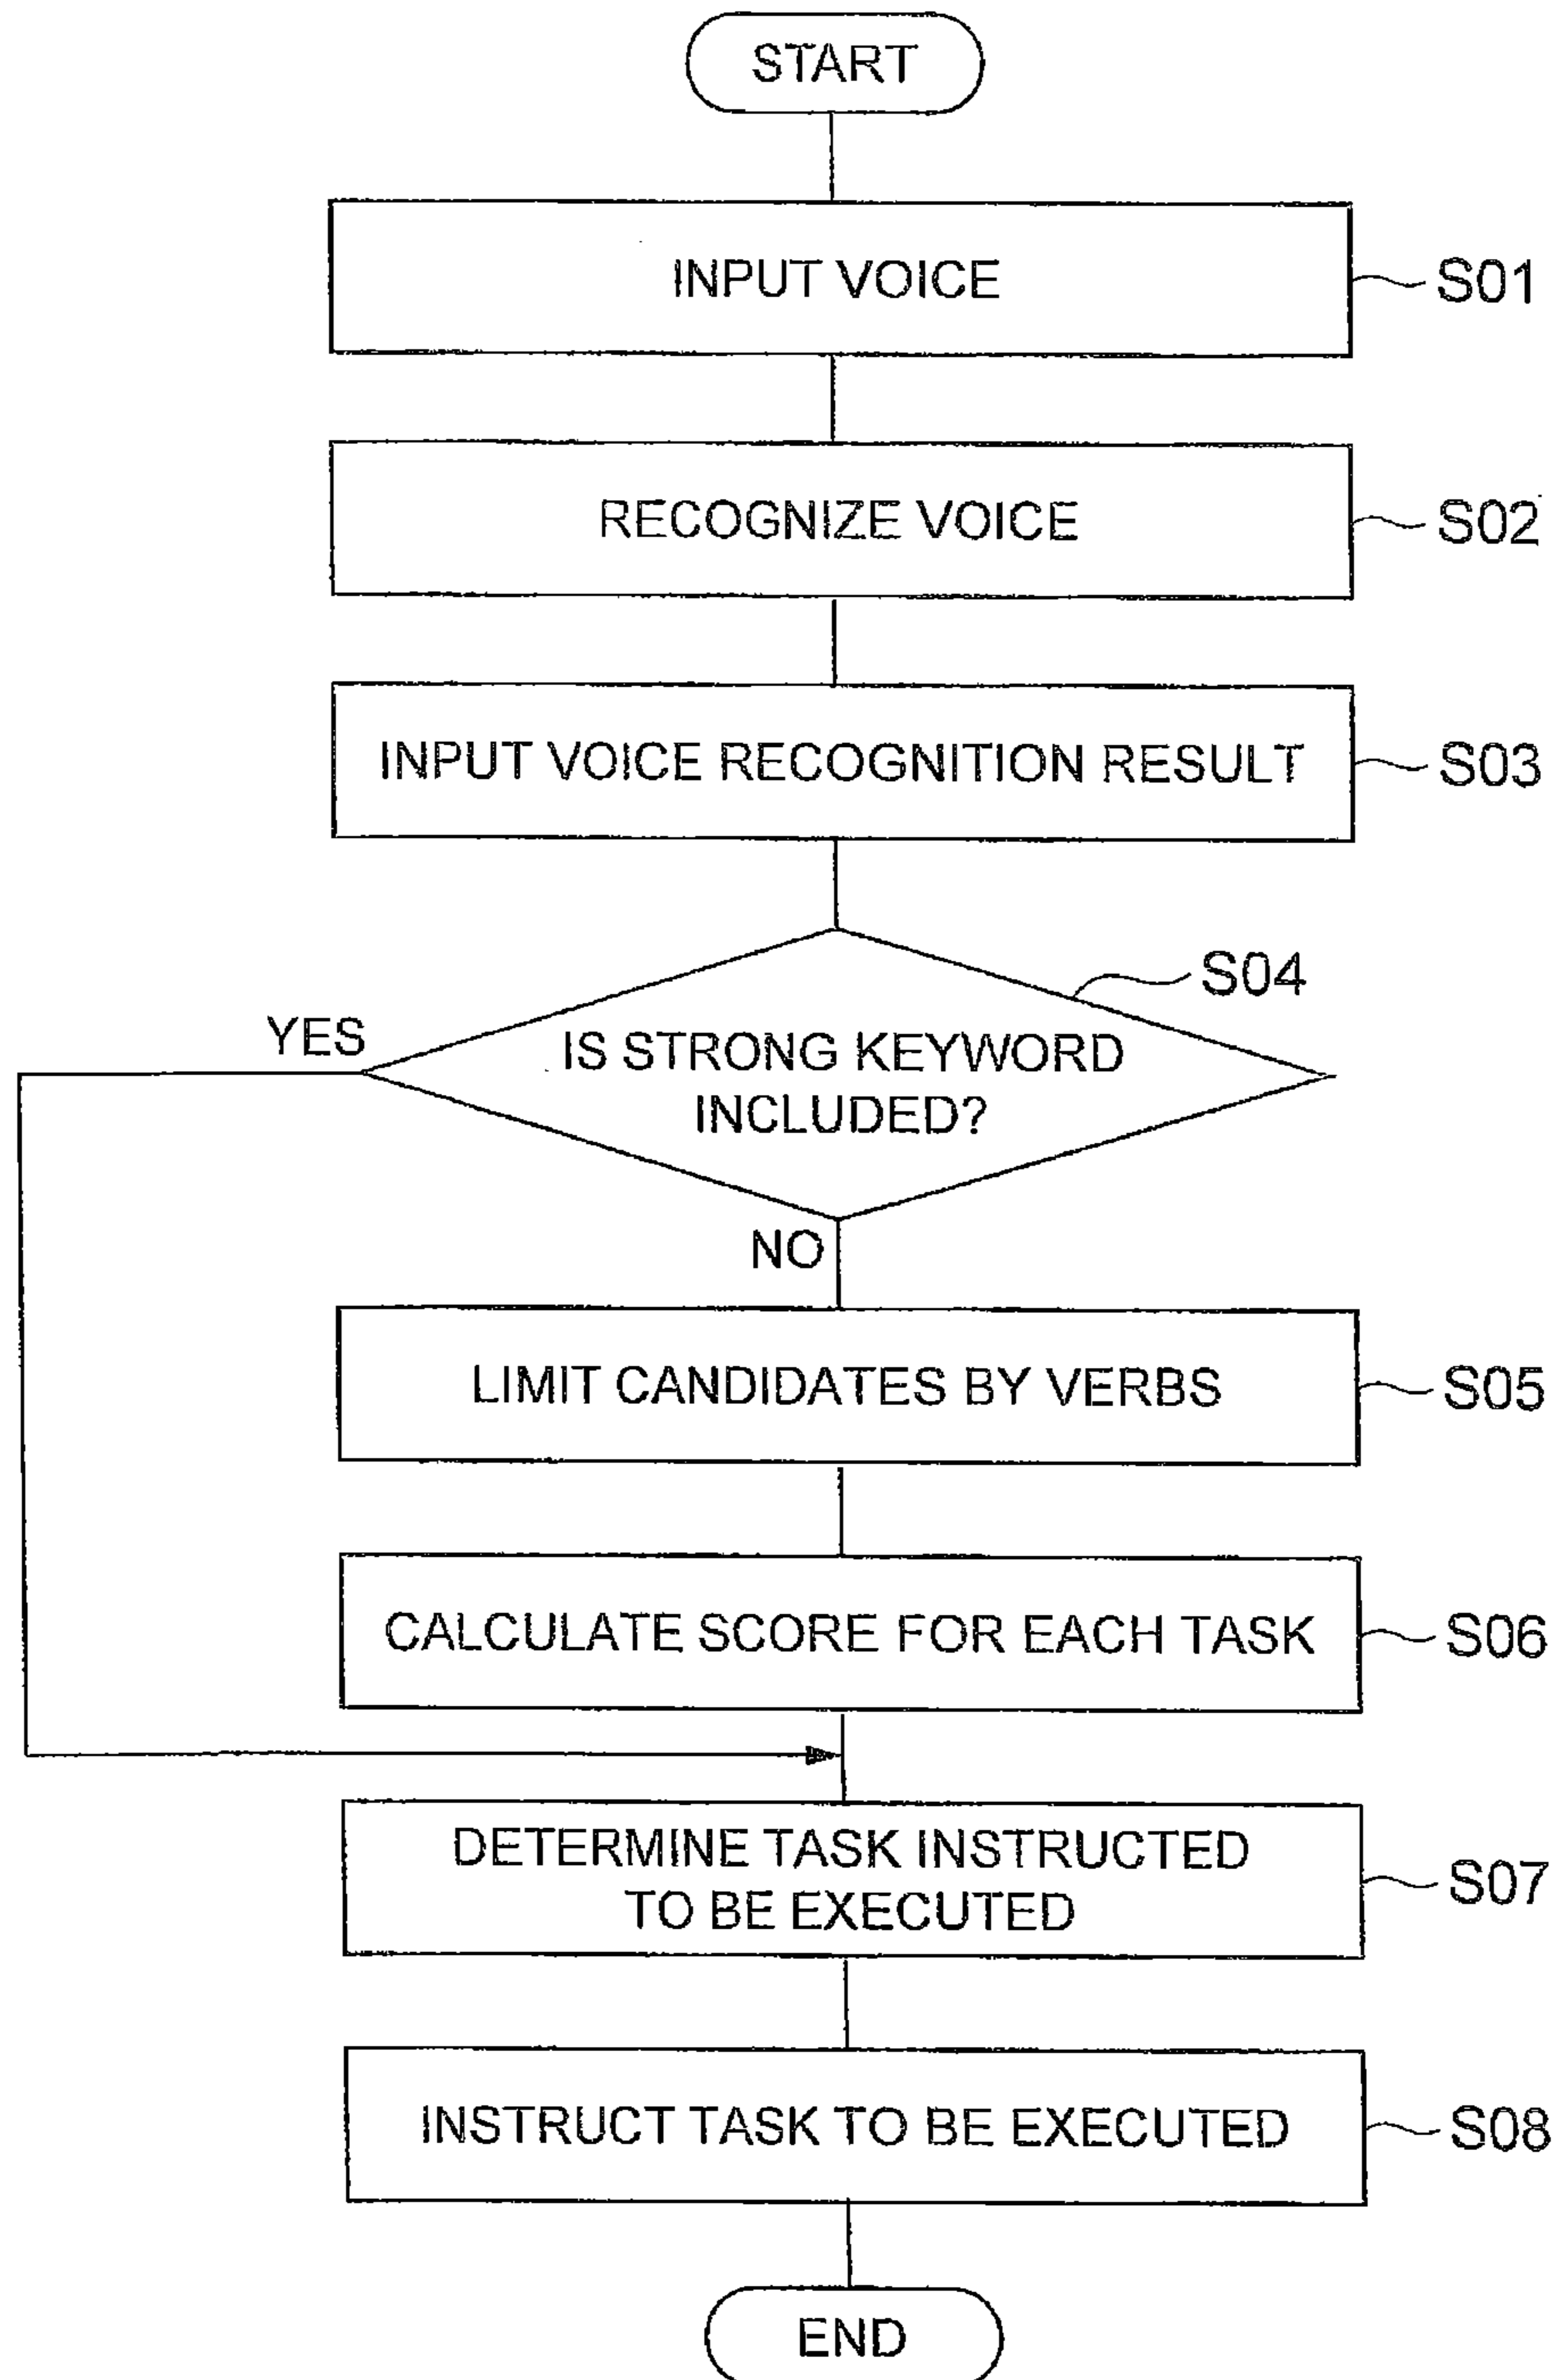 START
INPUT VOICE
S01
RECOGNIZE VOICE
S02
INPUT VOICE RECOGNITION RESULT
S03
S04
YES
IS STRONG KEYWORD
INCLUDED?
NO
LIMIT CANDIDATES BY VERBS
S05
CALCULATE SCORE FOR EACH TASK
S06
DETERMINE TASK INSTRUCTED
TO BE EXECUTED
S07
INSTRUCT TASK TO BE EXECUTED
S08
END